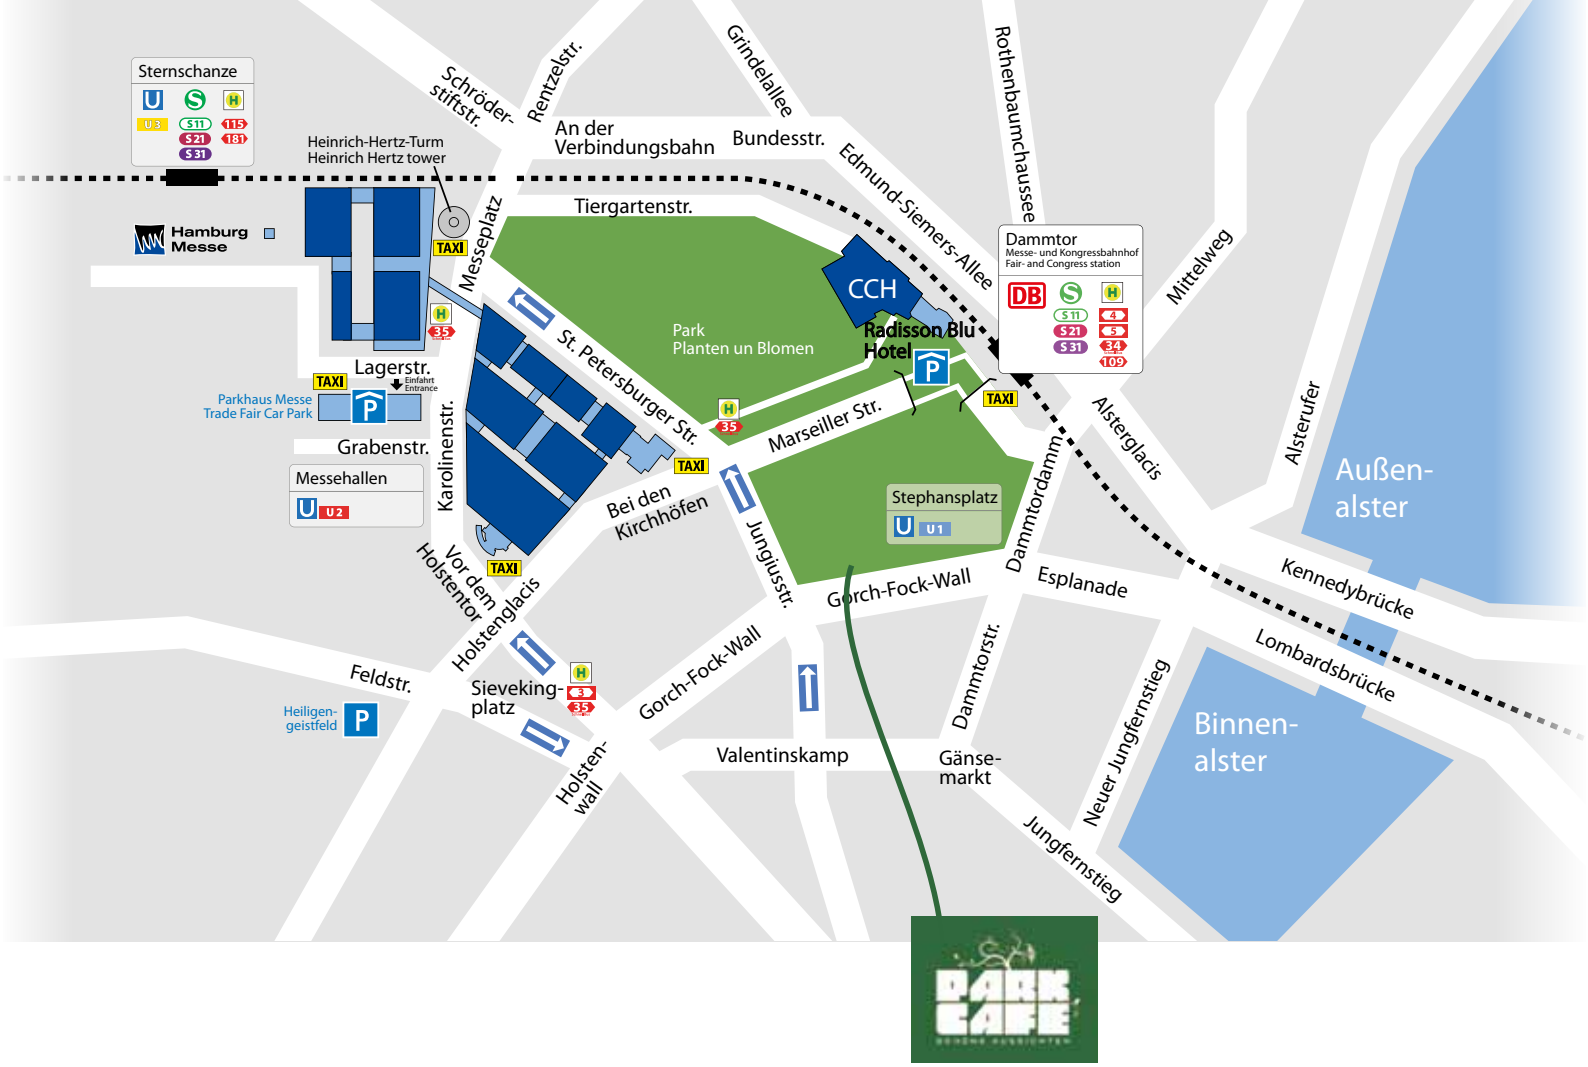 Sternschanze
U S H
U3
S11
S21
S31
115
181
Hamburg
Messe
Heinrich-Hertz-Turm
Heinrich Hertz tower
Schröder-
stiftstr.
Rentzelstr.
An der
Verbindungsbahn
Bundesstr.
Grindelallee
Rothenbaumchaussee
Edmund-Siemers-Allee
Tiergartenstr.
Messeplatz
TAXI
H
35
CCH
Radisson Blu
Hotel
P
Park
Planten un Blomen
St. Petersburger Str.
Dammtor
Messe- und Kongressbahnhof
Fair- and Congress station
DB S H
S11
S21
S31
4
5
34
109
Mittelweg
TAXI
Lagerstr.
TAXI
Einfahrt
Entrance
Parkhaus Messe
Trade Fair Car Park
P
Grabenstr.
Karolinenstr.
Messehallen
U U2
H
35
Marseiller Str.
TAXI
Bei den
Kirchhöfen
Jungiusstr.
Stephansplatz
U U1
Dammtordamm
Alsterglacis
Alsterufer
Außen-
alster
TAXI
Vor dem
Holstentor
Holstenglacis
Gorch-Fock-Wall
Esplanade
Kennedybrücke
Lombardsbrücke
Feldstr.
Heiligen-
geistfeld
P
Sieveking-
platz
H
3
35
Gorch-Fock-Wall
Dammtorstr.
Neuer Jungfernstieg
Binnen-
alster
Holsten-
wall
Valentinskamp
Gänse-
markt
Jungfernstieg
PARK
CAFE
SCHÖNE AUSSICHTEN